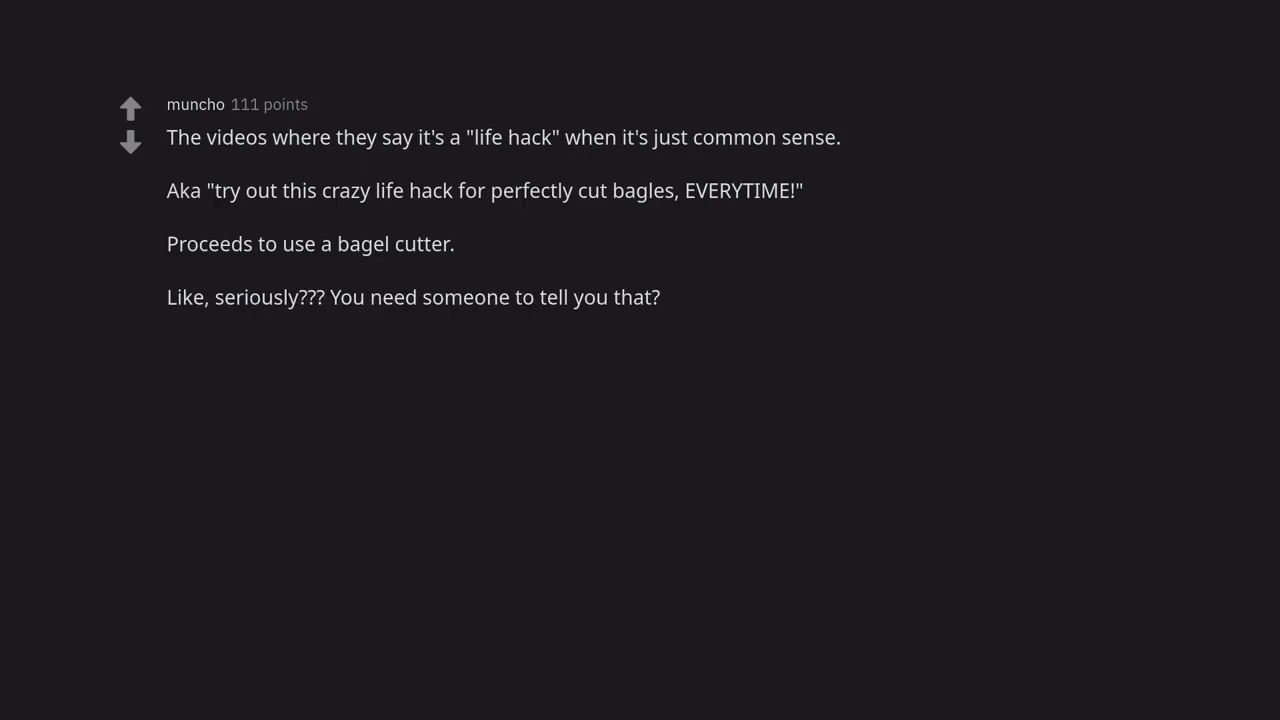 muncho 111 points
The videos where they say it's a "life hack" when it's just common sense.
Aka "try out this crazy life hack for perfectly cut bagles, EVERYTIME!"
Proceeds to use a bagel cutter.
Like, seriously??? You need someone to tell you that?